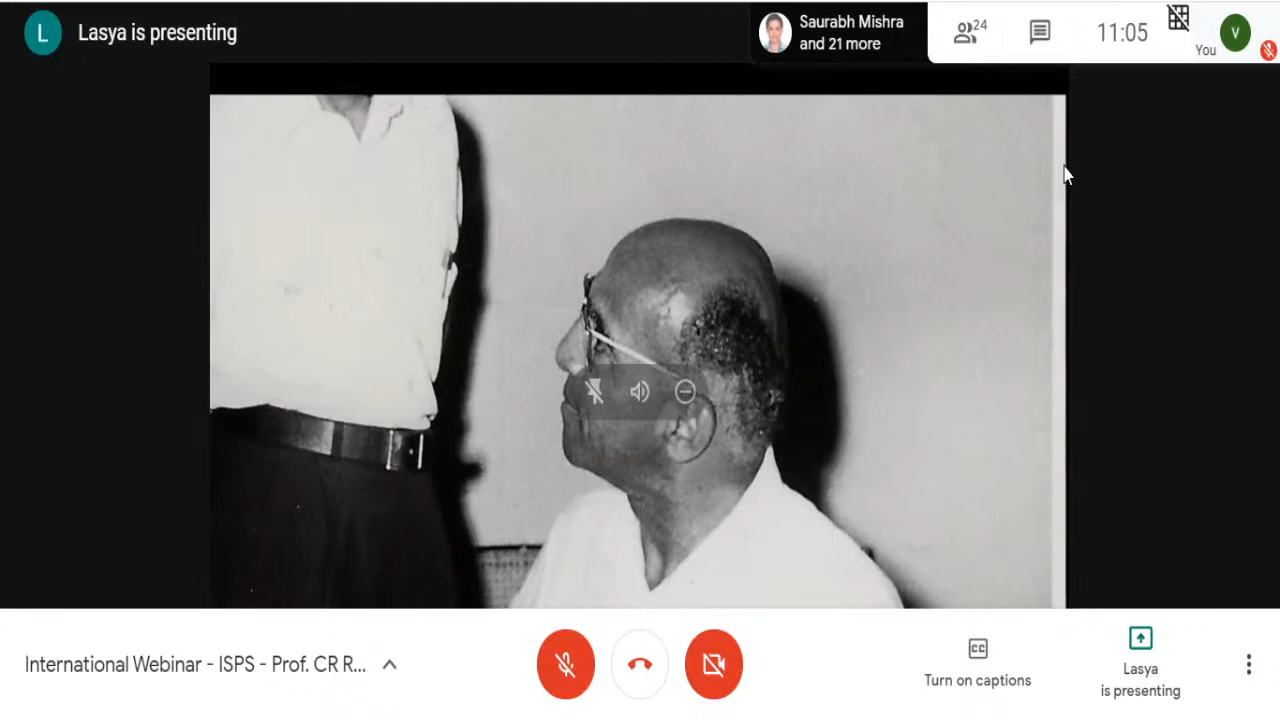 L
Lasya is presenting
Saurabh Mishra
and 21 more
24
11:05
You
V
International Webinar - ISPS - Prof. CR R...
CC
Turn on captions
Lasya
is presenting